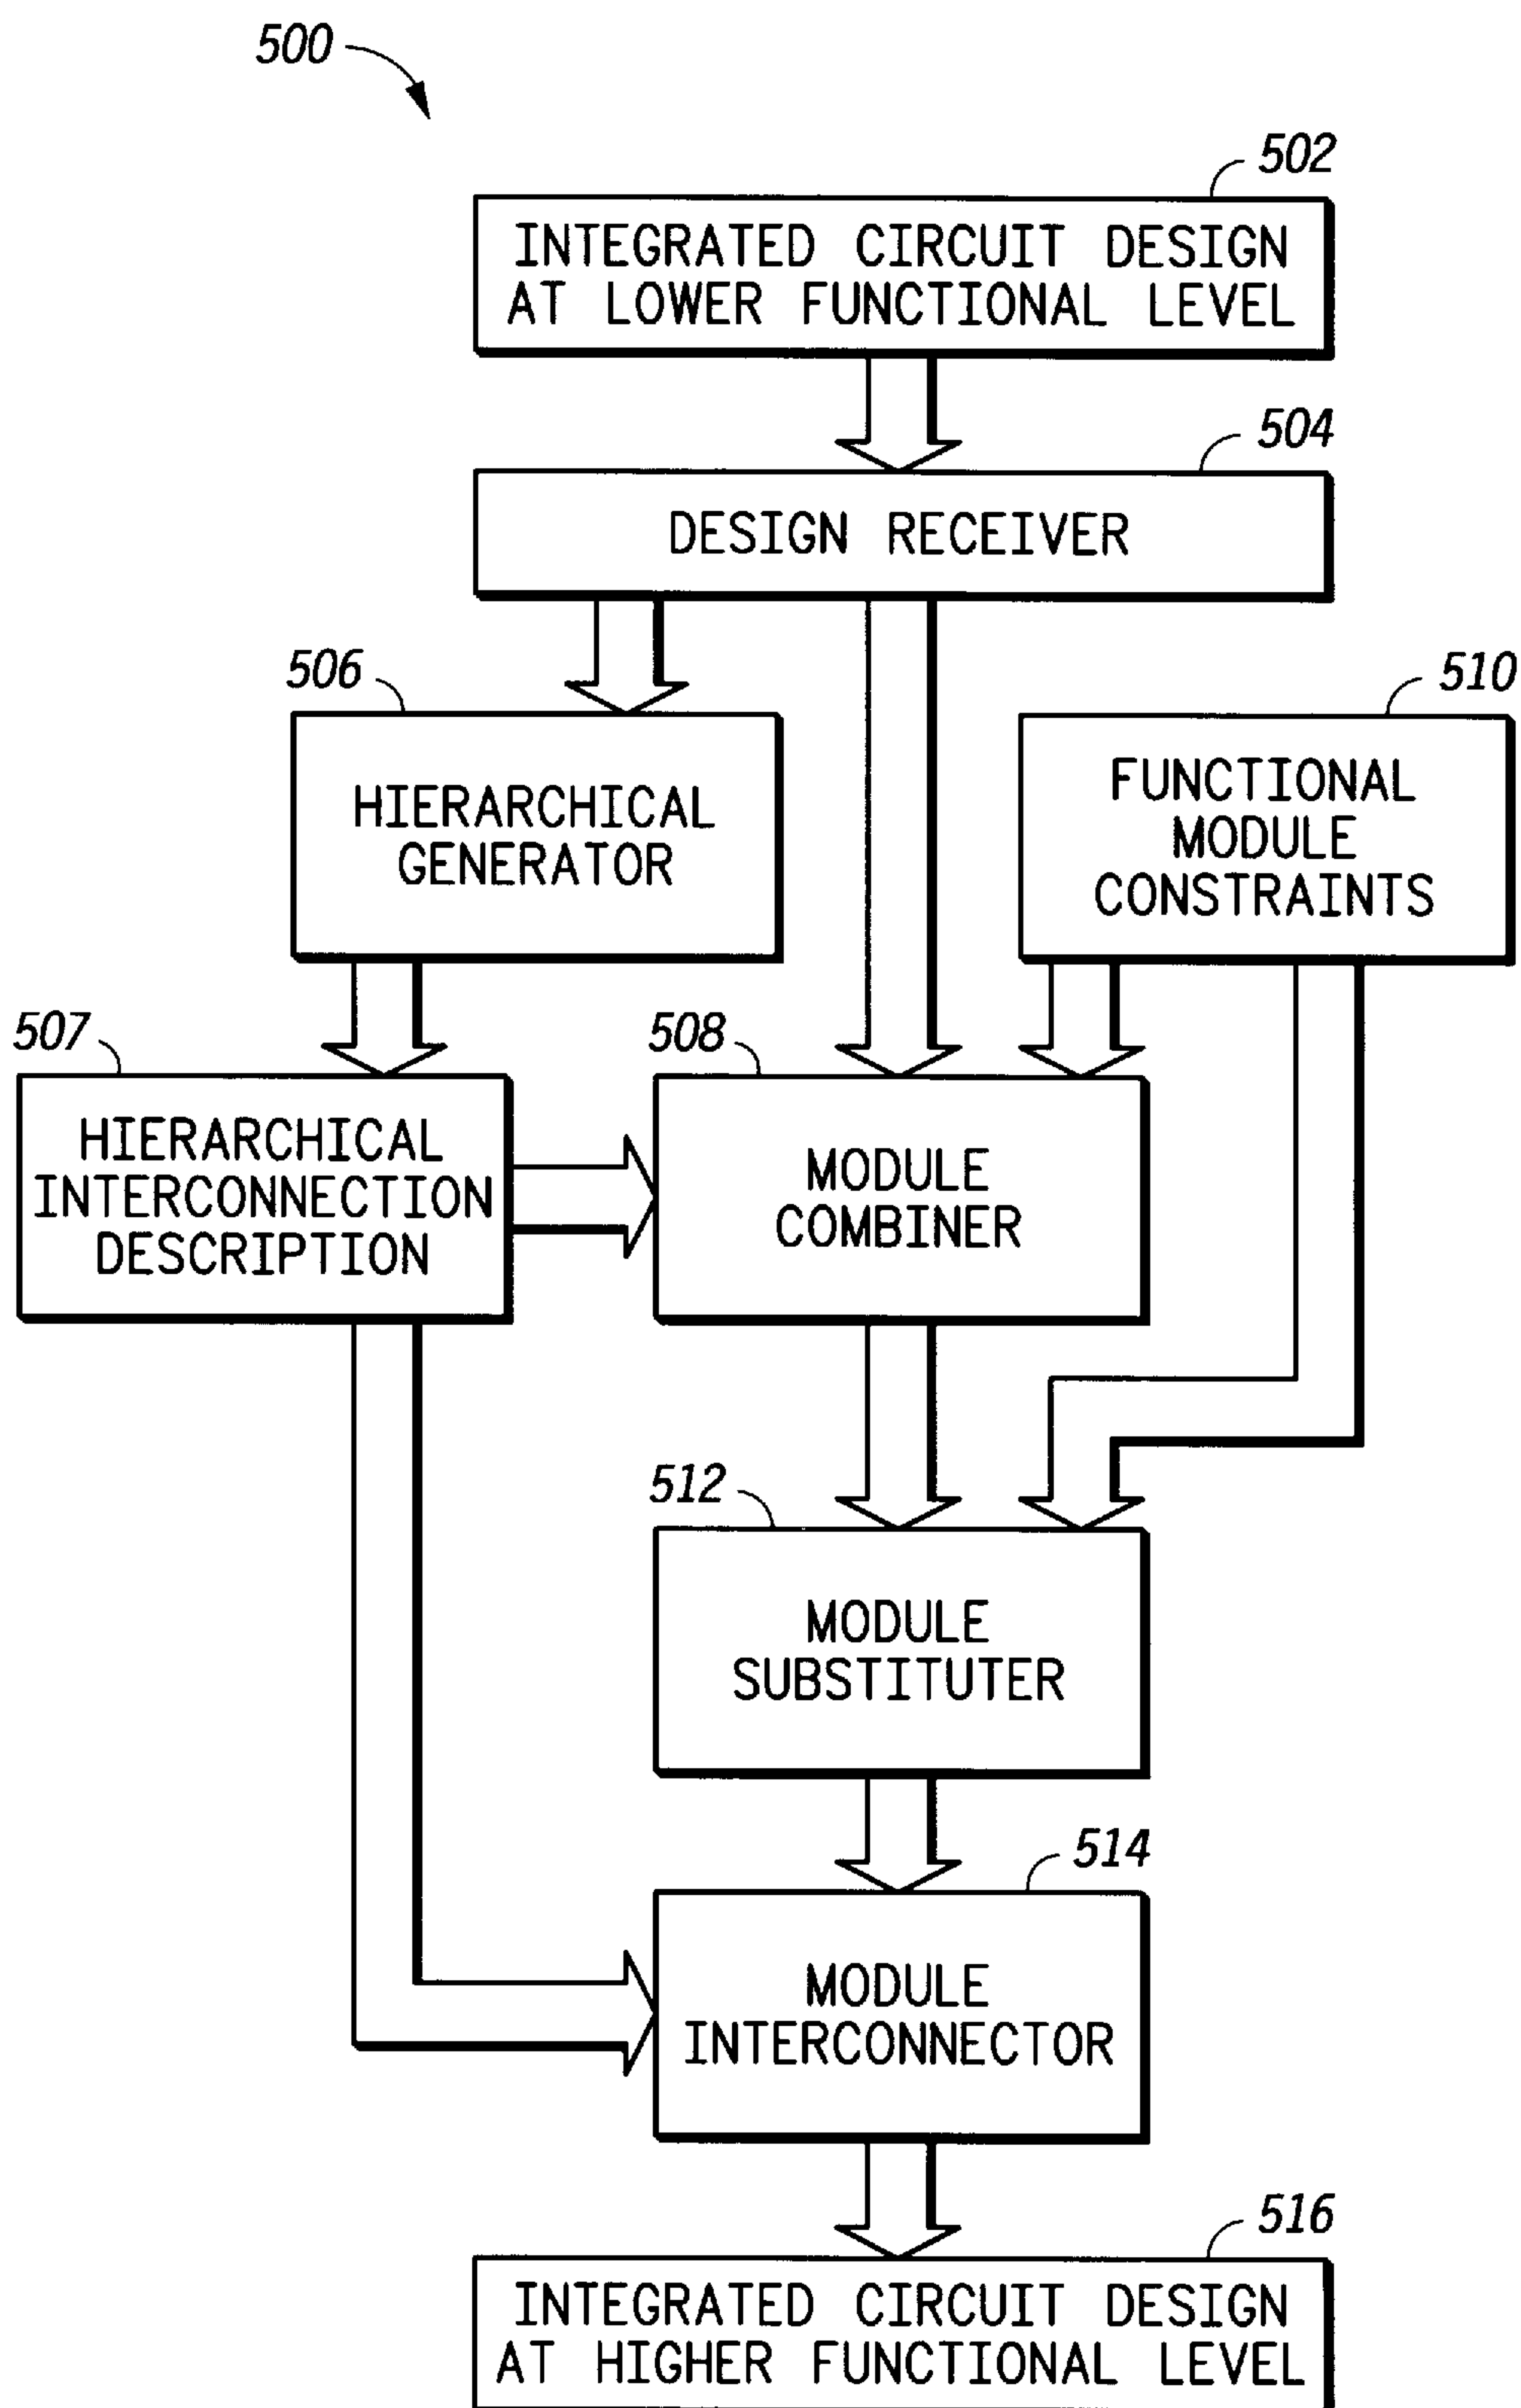 500
502
INTEGRATED CIRCUIT DESIGN
AT LOWER FUNCTIONAL LEVEL
504
DESIGN RECEIVER
506
HIERARCHICAL
GENERATOR
510
FUNCTIONAL
MODULE
CONSTRAINTS
507
HIERARCHICAL
INTERCONNECTION
DESCRIPTION
508
MODULE
COMBINER
512
MODULE
SUBSTITUTER
514
MODULE
INTERCONNECTOR
516
INTEGRATED CIRCUIT DESIGN
AT HIGHER FUNCTIONAL LEVEL